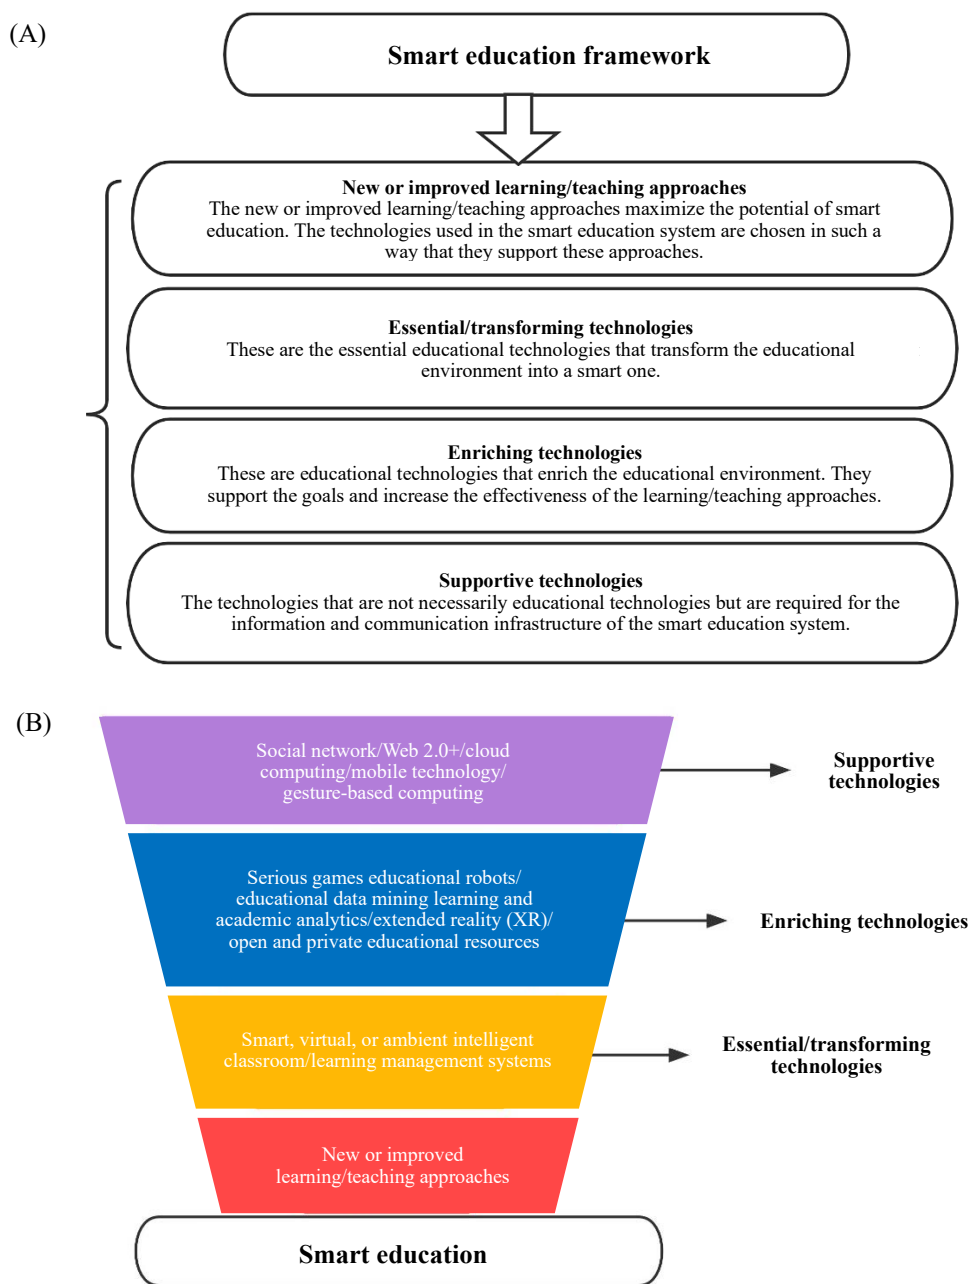 (A)
Smart education framework
New or improved learning/teaching approaches
The new or improved learning/teaching approaches maximize the potential of smart
education. The technologies used in the smart education system are chosen in such a
way that they support these approaches.
Essential/transforming technologies
These are the essential educational technologies that transform the educational
environment into a smart one.
Enriching technologies
These are educational technologies that enrich the educational environment. They
support the goals and increase the effectiveness of the learning/teaching approaches.
Supportive technologies
The technologies that are not necessarily educational technologies but are required for the
information and communication infrastructure of the smart education system.
(B)
Social network/Web 2.0+/cloud
computing/mobile technology/
gesture-based computing
Supportive
technologies
Serious games educational robots/
educational data mining learning and
academic analytics/extended reality (XR)/
open and private educational resources
Enriching technologies
Smart, virtual, or ambient intelligent
classroom/learning management systems
Essential/transforming
technologies
New or improved
learning/teaching approaches
Smart education